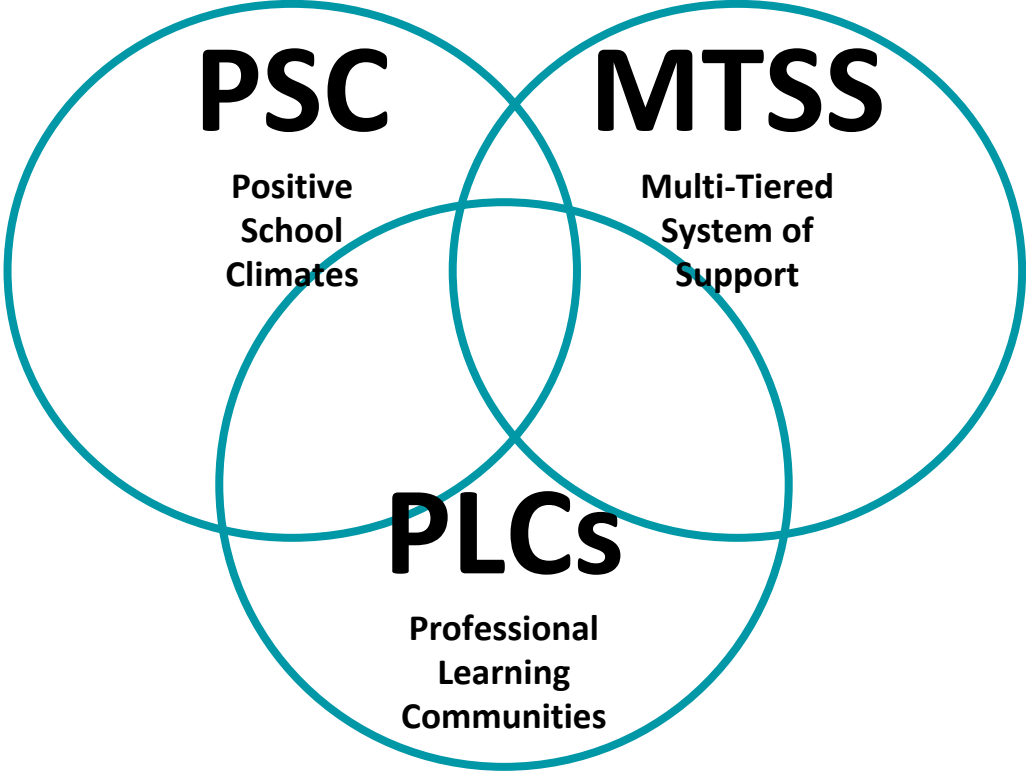 PSC
Positive
School
Climates
MTSS
Multi-Tiered
System of
Support
PLCs
Professional
Learning
Communities